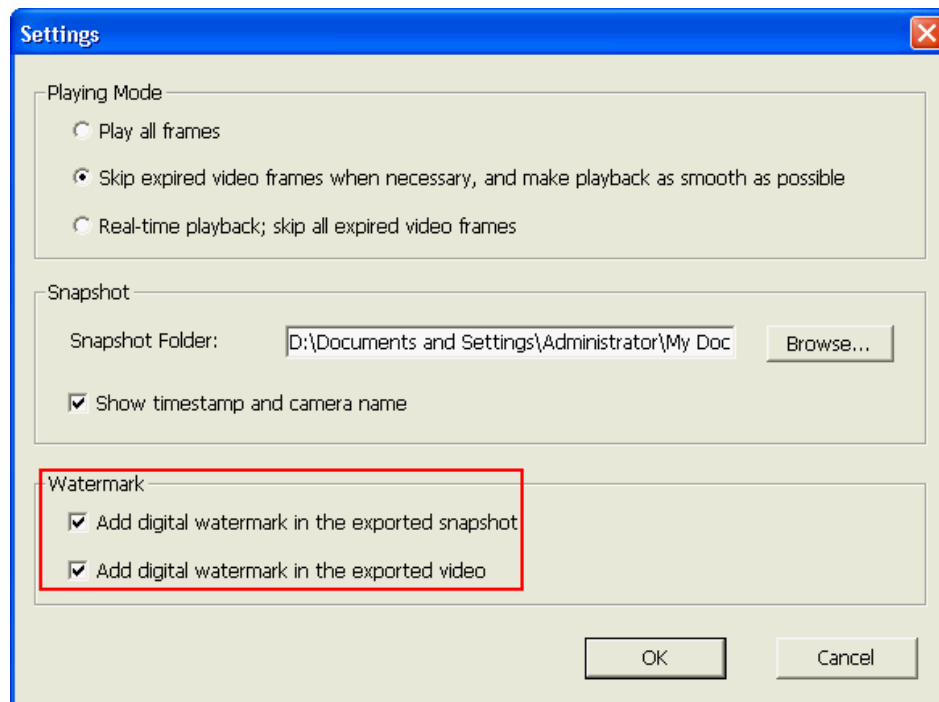 Settings
Playing Mode
Play all frames
Skip expired video frames when necessary, and make playback as smooth as possible
Real-time playback; skip all expired video frames
Snapshot
Snapshot Folder: D:\Documents and Settings\Administrator\My Doc Browse...
Show timestamp and camera name
Watermark
Add digital watermark in the exported snapshot
Add digital watermark in the exported video
OK Cancel